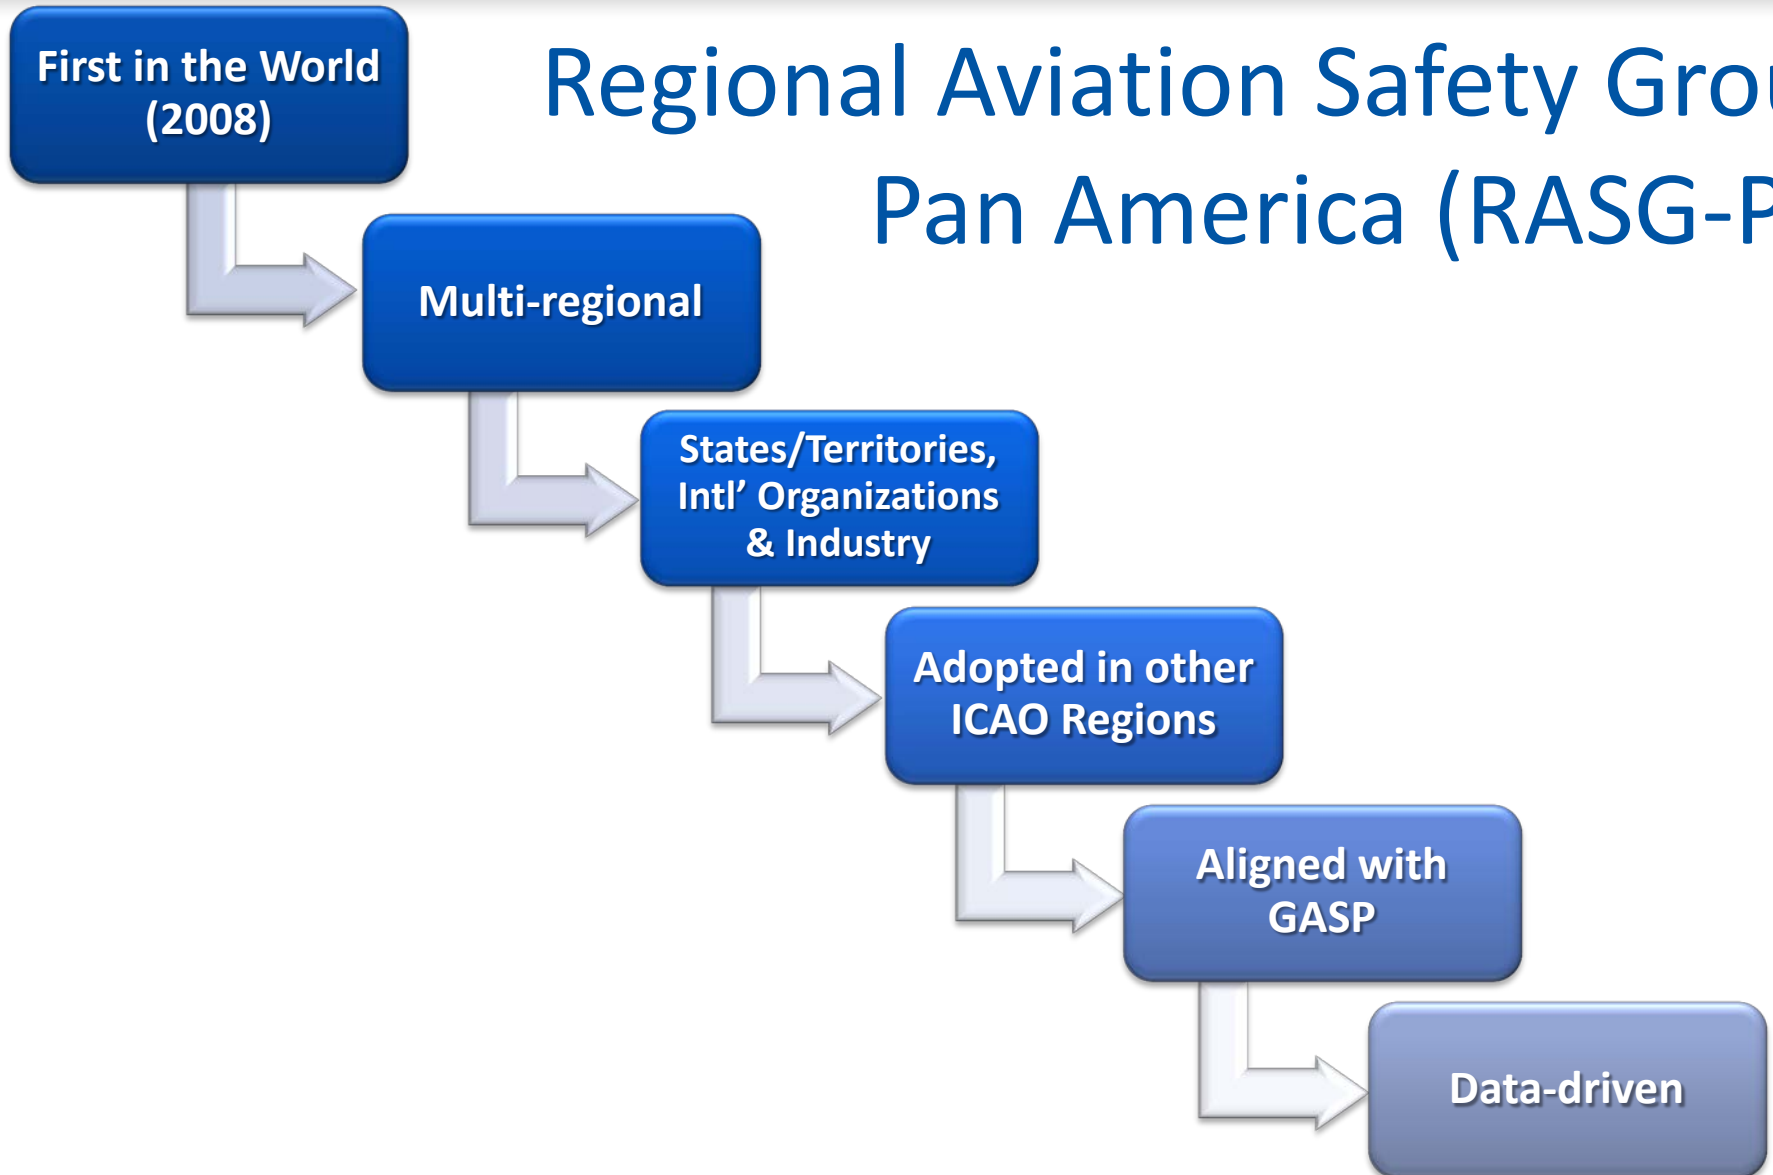 First in the World
(2008)
Regional Aviation Safety Grou
Pan America (RASG-P
Multi-regional
States/Territories,
Intl’ Organizations
& Industry
Adopted in other
ICAO Regions
Aligned with
GASP
Data-driven